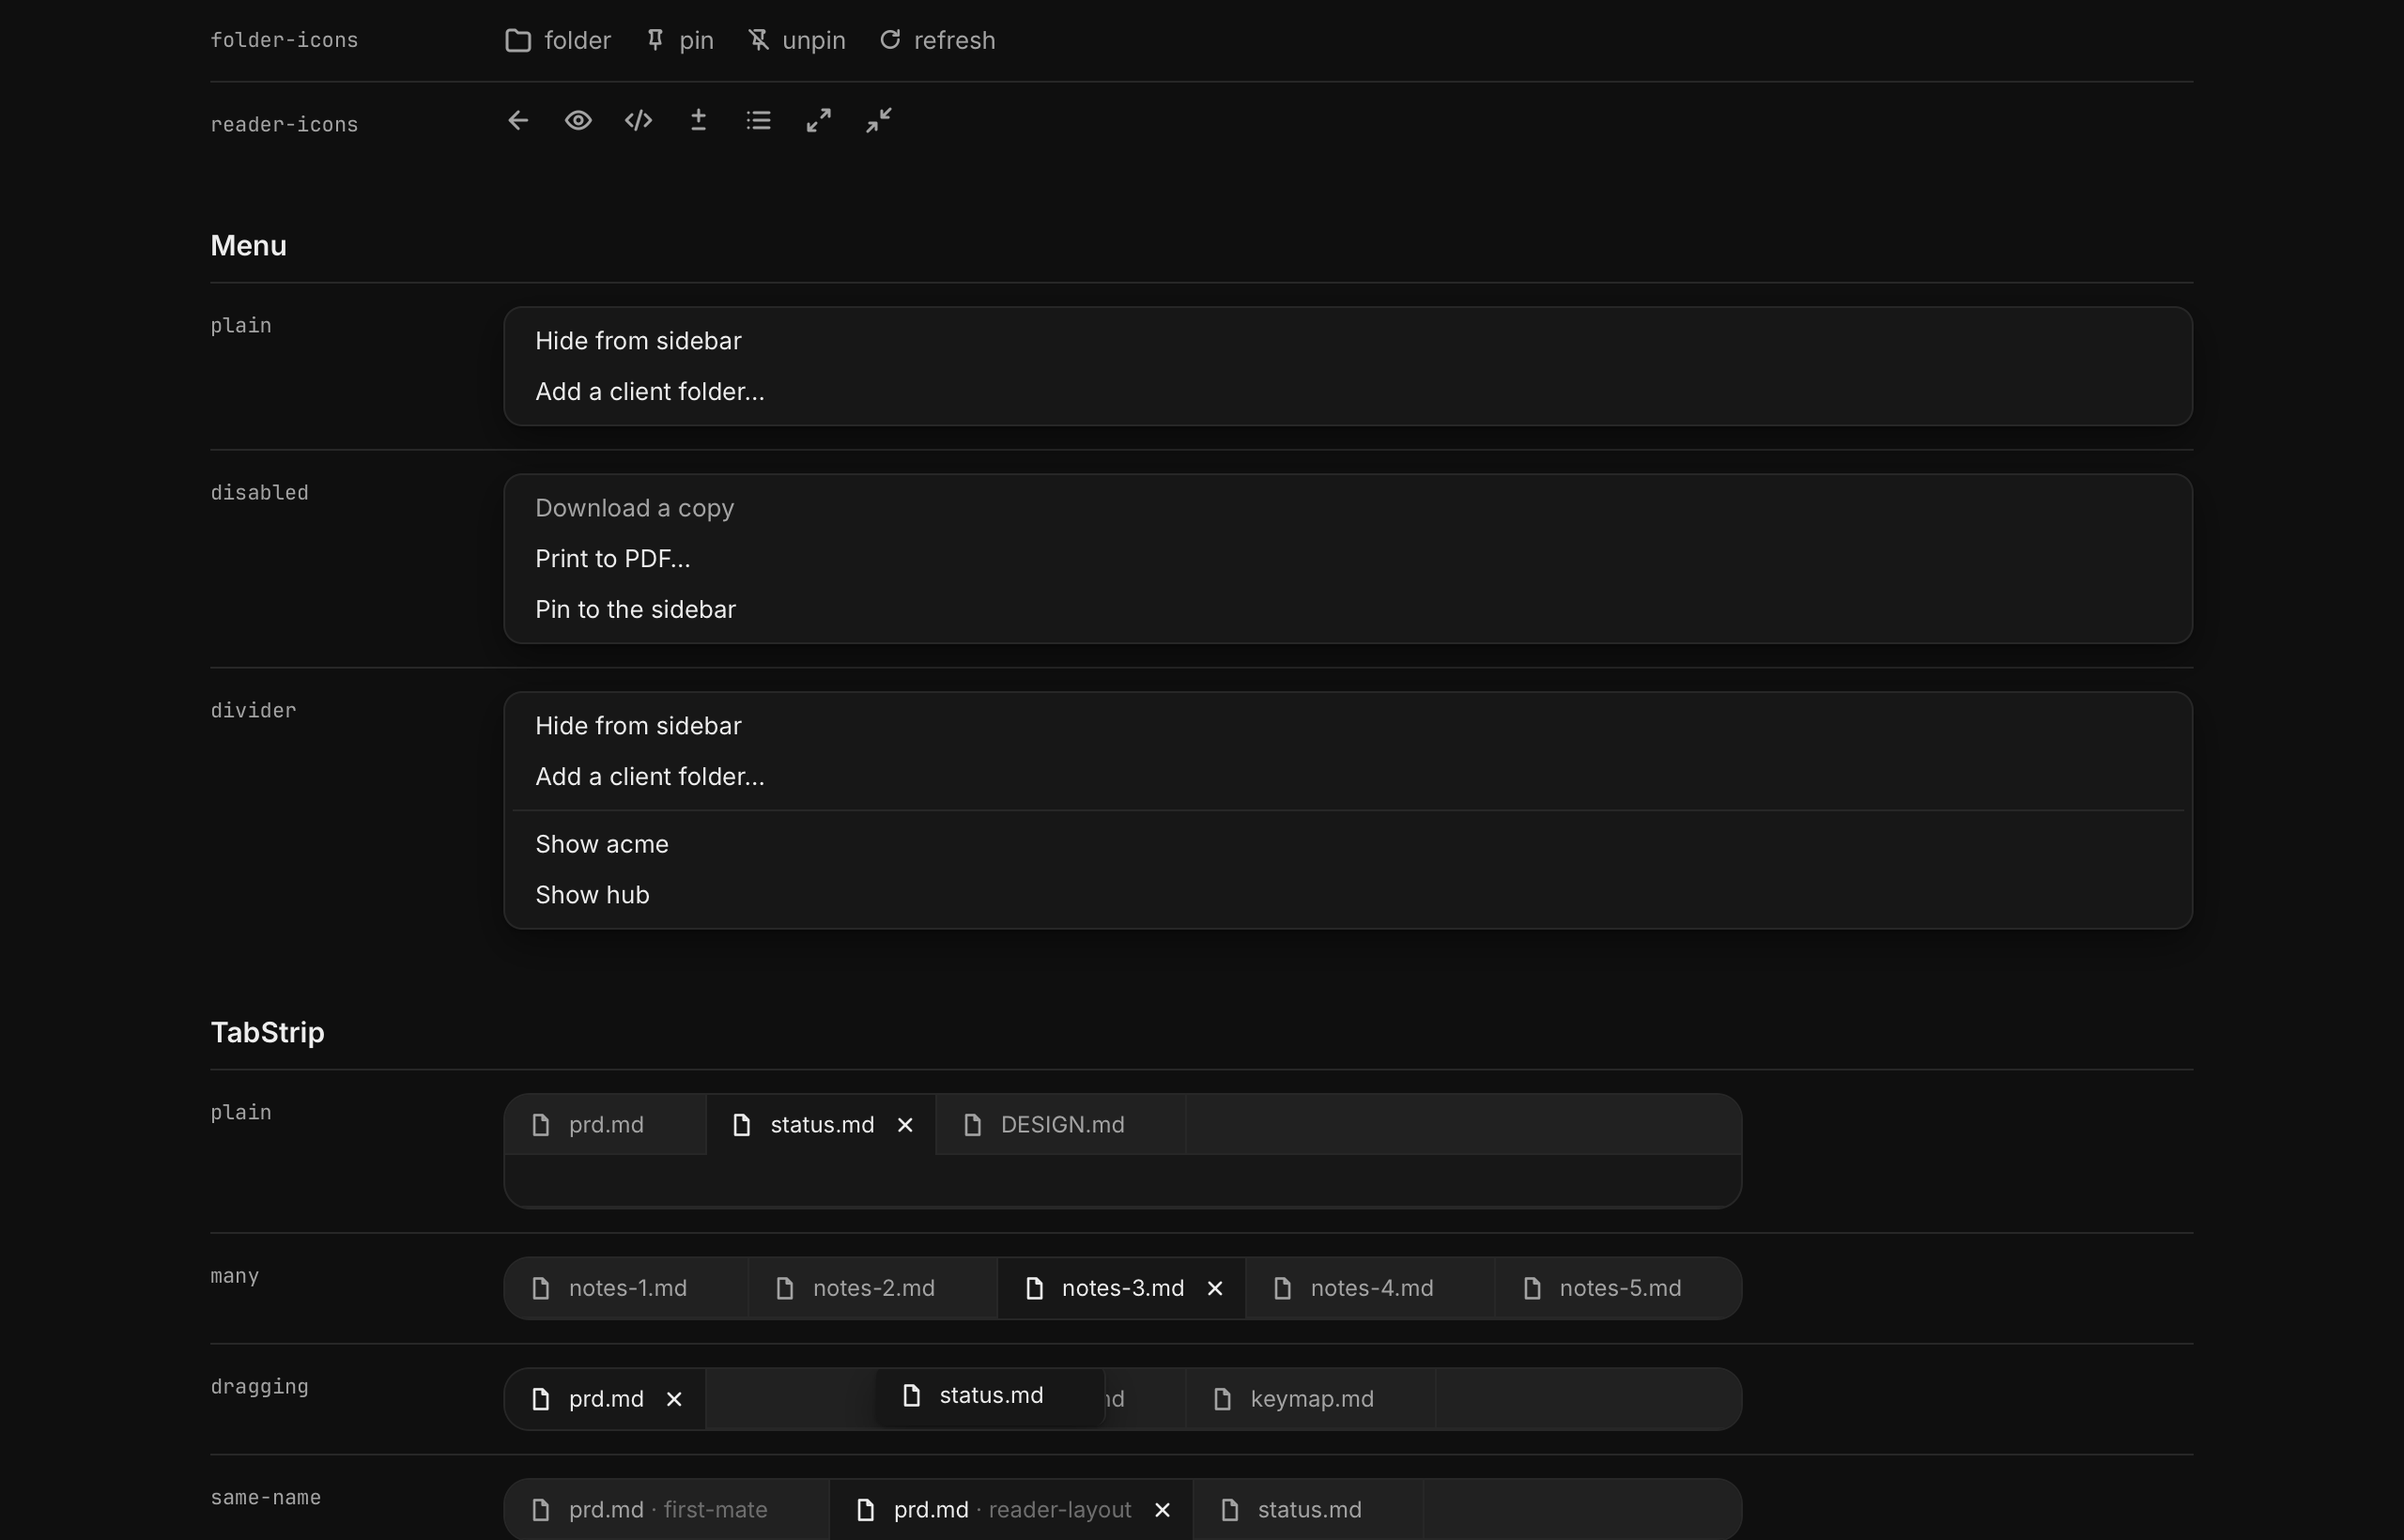 folder-icons folder pin unpin refresh
reader-icons
Menu
plain
Hide from sidebar
Add a client folder...
disabled
Download a copy
Print to PDF...
Pin to the sidebar
divider
Hide from sidebar
Add a client folder...
Show acme
Show hub
TabStrip
plain
prd.md status.md DESIGN.md
many
notes-1.md notes-2.md notes-3.md notes-4.md notes-5.md
dragging
prd.md status.md keymap.md
same-name
prd.md · first-mate prd.md · reader-layout status.md